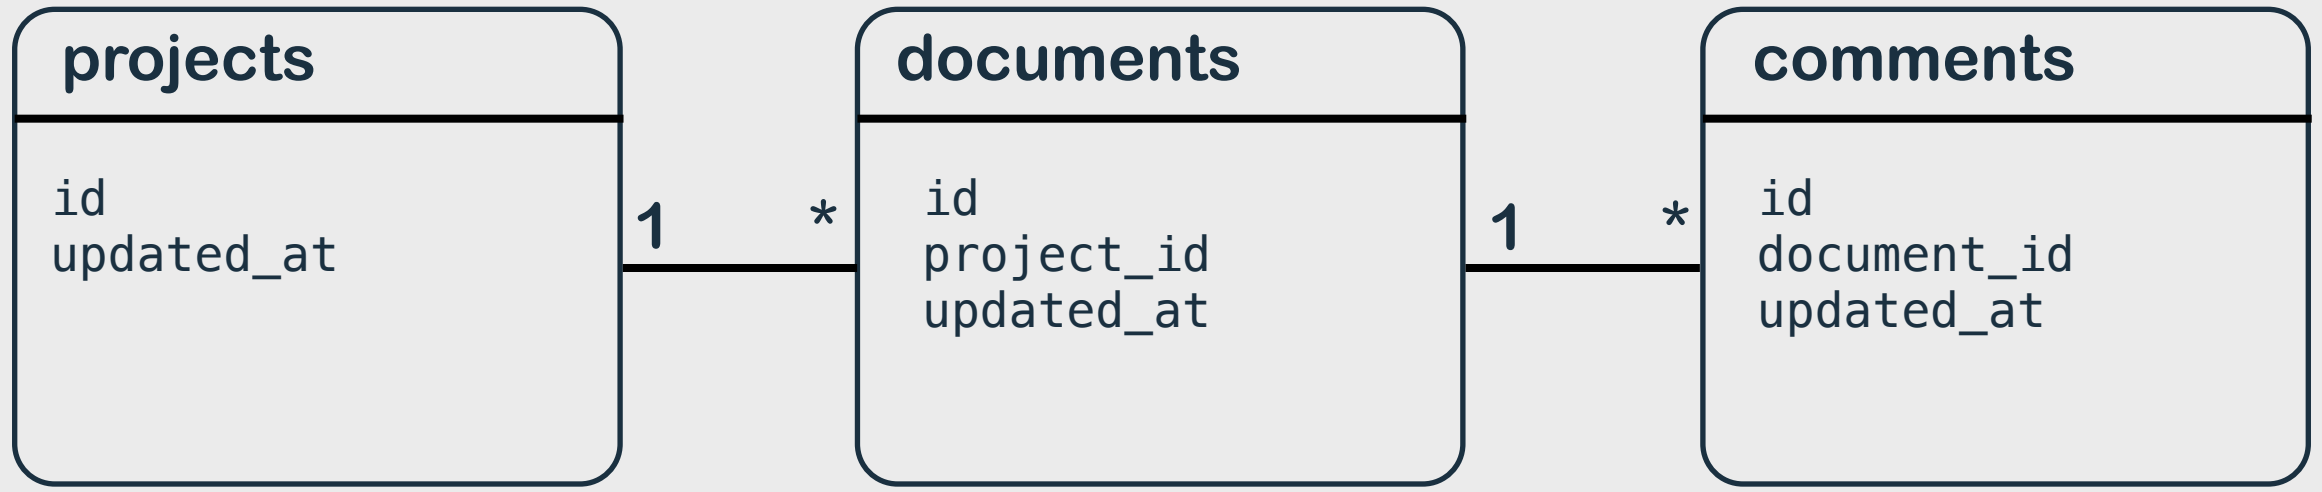 projects
id
updated_at
1
*
documents
id
project_id
updated_at
1
*
comments
id
document_id
updated_at